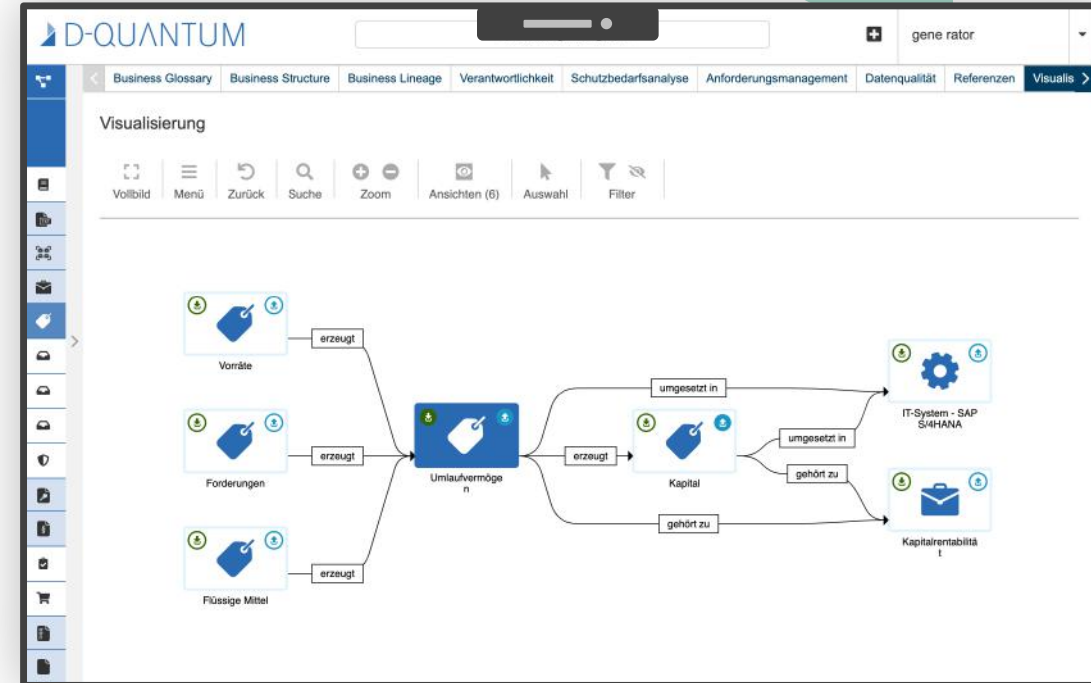 D-QUANTUM
gene rator
Business Glossary Business Structure Business Lineage Verantwortlichkeit Schutzbedarfsanalyse Anforderungsmanagement Datenqualität Referenzen Visualis
Visualisierung
Vollbild Menü Zurück Suche Zoom Ansichten (6) Auswahl Filter
Vorräte
erzeugt
Forderungen
erzeugt
Flüssige Mittel
erzeugt
Umlaufvermöge
n
umgesetzt in
erzeugt
gehört zu
Kapital
umgesetzt in
gehört zu
IT-System - SAP
S/4HANA
Kapitalrentabilitä
t